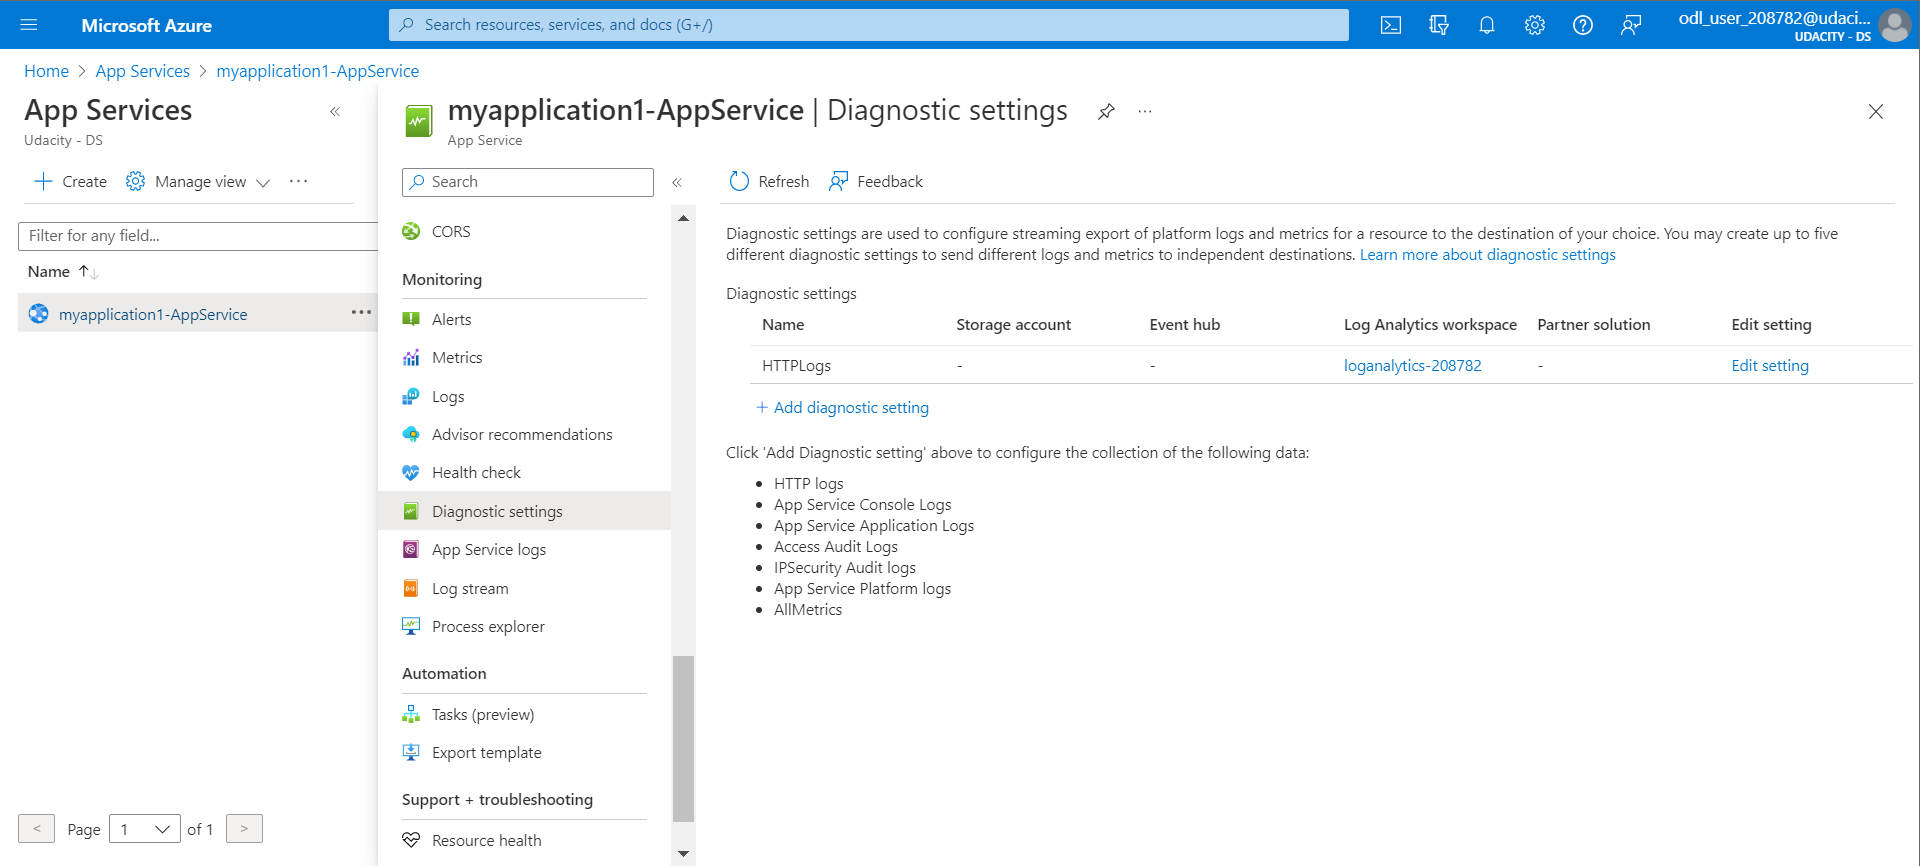 Microsoft Azure
Search resources, services, and docs (G+/)
odl_user_208782@udaci...
UDACITY - DS
Home > App Services > myapplication1-AppService
App Services
Udacity - DS
Create
Manage view
Filter for any field...
Name
myapplication1-AppService
Page 1 of 1
myapplication1-AppService | Diagnostic settings
App Service
Search
CORS
Monitoring
Alerts
Metrics
Logs
Advisor recommendations
Health check
Diagnostic settings
App Service logs
Log stream
Process explorer
Automation
Tasks (preview)
Export template
Support + troubleshooting
Resource health
Refresh
Feedback
Diagnostic settings are used to configure streaming export of platform logs and metrics for a resource to the destination of your choice. You may create up to five
different diagnostic settings to send different logs and metrics to independent destinations. Learn more about diagnostic settings
Diagnostic settings
Name Storage account Event hub Log Analytics workspace Partner solution Edit setting
HTTPLogs - - loganalytics-208782 - Edit setting
+ Add diagnostic setting
Click 'Add Diagnostic setting' above to configure the collection of the following data:
• HTTP logs
• App Service Console Logs
• App Service Application Logs
• Access Audit Logs
• IPSecurity Audit logs
• App Service Platform logs
• AllMetrics